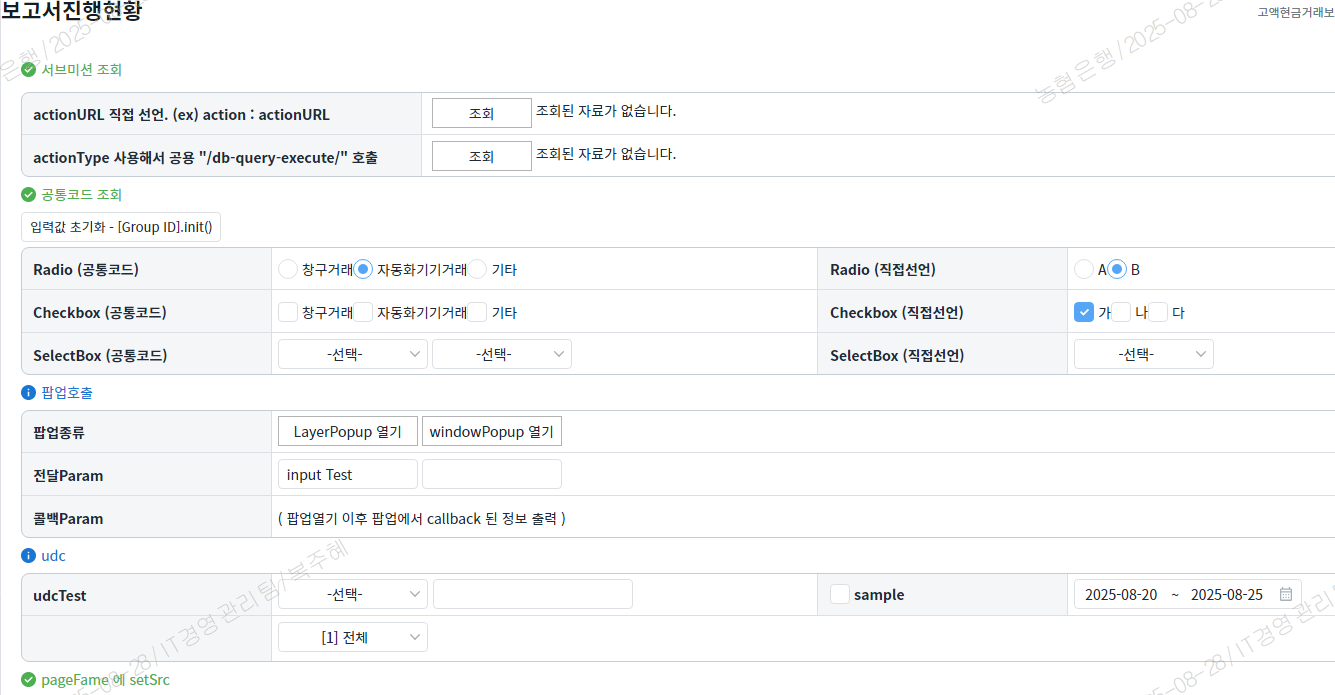 보고서진행현황
고액현금거래보
서브미션 조회
actionURL 직접 선언. (ex) action : actionURL 조회 조회된 자료가 없습니다.
actionType 사용해서 공용 "/db-query-execute/" 호출 조회 조회된 자료가 없습니다.
공통코드 조회
입력값 초기화 - [Group ID].init()
Radio (공통코드) 창구거래 자동화기기거래 기타 Radio (직접선언) A B
Checkbox (공통코드) 창구거래 자동화기기거래 기타 Checkbox (직접선언) 가 나 다
SelectBox (공통코드) -선택- -선택- SelectBox (직접선언) -선택-
팝업호출
팝업종류 LayerPopup 열기 windowPopup 열기
전달Param input Test
콜백Param ( 팝업열기 이후 팝업에서 callback 된 정보 출력 )
udc
udcTest -선택- sample 2025-08-20 ~ 2025-08-25
[1] 전체
pageFame 에 setSrc
은행/2025-08
농협은행/2025-08-2
25-08-28/IT경영관리팀/복주혜
-08-28/IT경영관리팀/